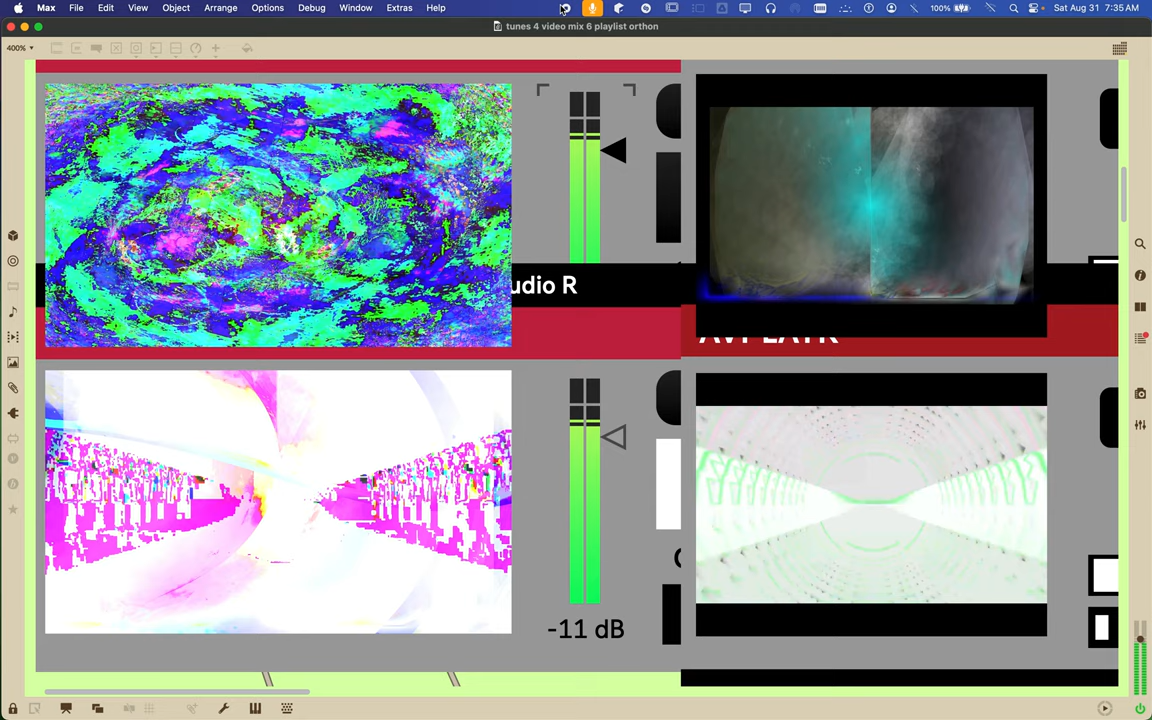 Max File Edit View Object Arrange Options Debug Window Extras Help 100% Sat Aug 31 7:35 AM
tunes 4 video mix 6 playlist orthon
400%
udio R
-11 dB